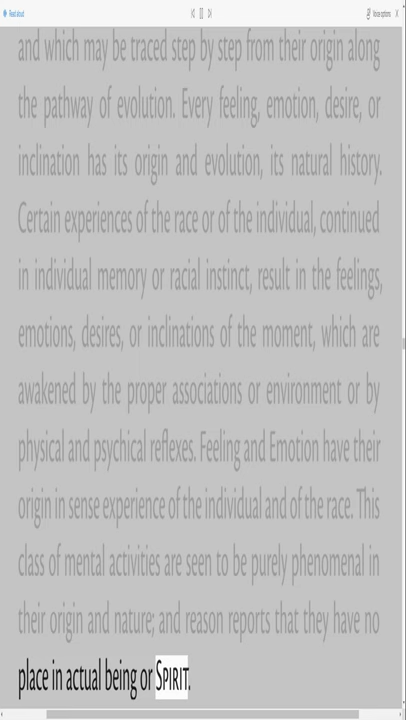 Read aloud
Voice options
and which may be traced step by step from their origin along
the pathway of evolution. Every feeling, emotion, desire, or
inclination has its origin and evolution, its natural history.
Certain experiences of the race or of the individual, continued
in individual memory or racial instinct, result in the feelings,
emotions, desires, or inclinations of the moment, which are
awakened by the proper associations or environment or by
physical and psychical reflexes. Feeling and Emotion have their
origin in sense experience of the individual and of the race. This
class of mental activities are seen to be purely phenomenal in
their origin and nature; and reason reports that they have no
place in actual being or SPIRIT.